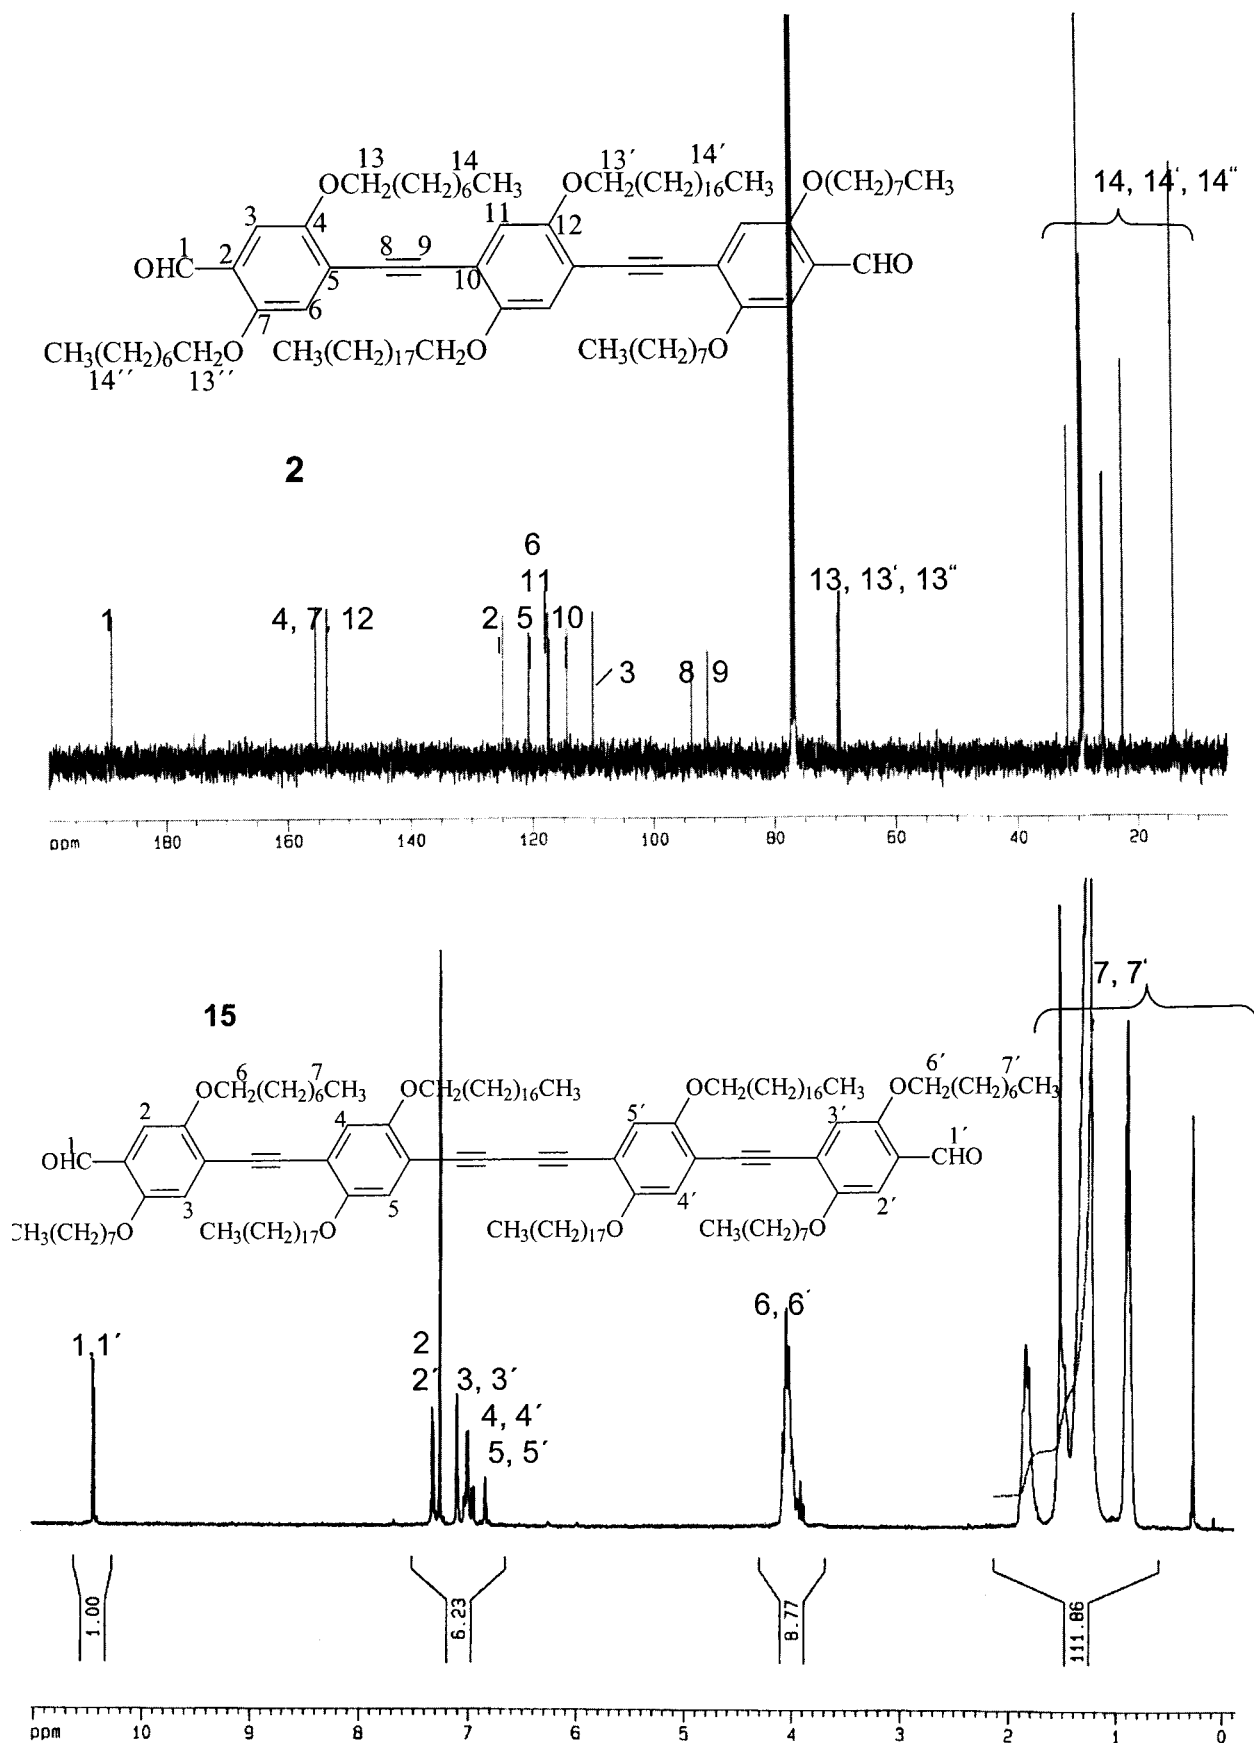 13 14 13´ 14´
OCH2(CH2)6CH3 OCH2(CH2)16CH3 O(CH2)7CH3
14, 14‘, 14“
3 4 11 12
1 2 8 9
OHC 5 10 CHO
7 6
CH3(CH2)6CH2O CH3(CH2)17CH2O CH3(CH2)7O
14´´ 13´´
2
6
11 13, 13‘, 13“
1 4, 7, 12 2 5 10
3 8 9
ppm 180 160 140 120 100 80 60 40 20
7, 7‘
15
6 7 6´ 7´
OCH2(CH2)6CH3 OCH2(CH2)16CH3 OCH2(CH2)16CH3 OCH2(CH2)6CH3
2 4 5´ 3´
1 1´
OHC CHO
3 5 4´ 2´
CH3(CH2)7O CH3(CH2)17O CH3(CH2)17O CH3(CH2)7O
6, 6´
1,1´ 2
2´ 3, 3´
4, 4´
5, 5´
1.00 6.23 8.77 111.86
ppm 10 9 8 7 6 5 4 3 2 1 0